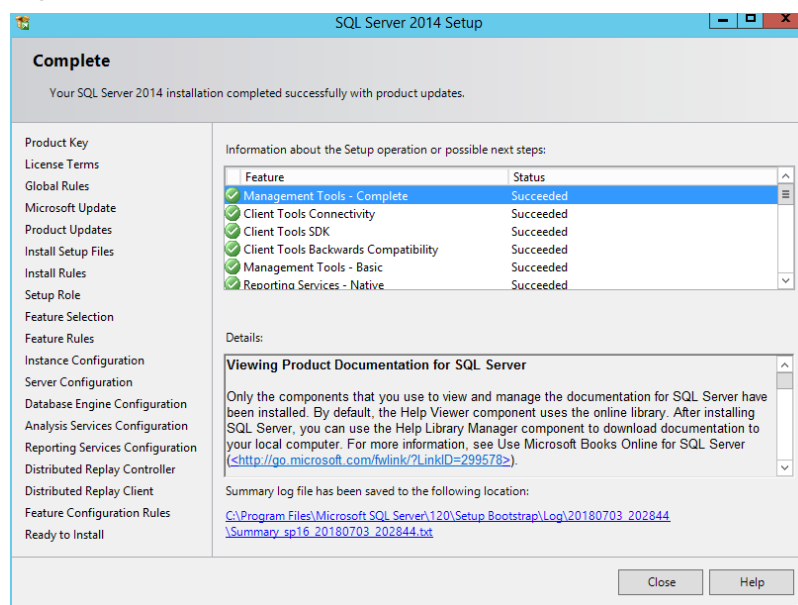 SQL Server 2014 Setup
Complete
Your SQL Server 2014 installation completed successfully with product updates.
Product Key
License Terms
Global Rules
Microsoft Update
Product Updates
Install Setup Files
Install Rules
Setup Role
Feature Selection
Feature Rules
Instance Configuration
Server Configuration
Database Engine Configuration
Analysis Services Configuration
Reporting Services Configuration
Distributed Replay Controller
Distributed Replay Client
Feature Configuration Rules
Ready to Install
Information about the Setup operation or possible next steps:
Feature Status
Management Tools - Complete Succeeded
Client Tools Connectivity Succeeded
Client Tools SDK Succeeded
Client Tools Backwards Compatibility Succeeded
Management Tools - Basic Succeeded
Reporting Services - Native Succeeded
Details:
Viewing Product Documentation for SQL Server
Only the components that you use to view and manage the documentation for SQL Server have
been installed. By default, the Help Viewer component uses the online library. After installing
SQL Server, you can use the Help Library Manager component to download documentation to
your local computer. For more information, see Use Microsoft Books Online for SQL Server
(<http://go.microsoft.com/fwlink/?LinkID=299578>).
Summary log file has been saved to the following location:
C:\Program Files\Microsoft SQL Server\120\Setup Bootstrap\Log\20180703_202844
\Summary_sp16_20180703_202844.txt
Close Help